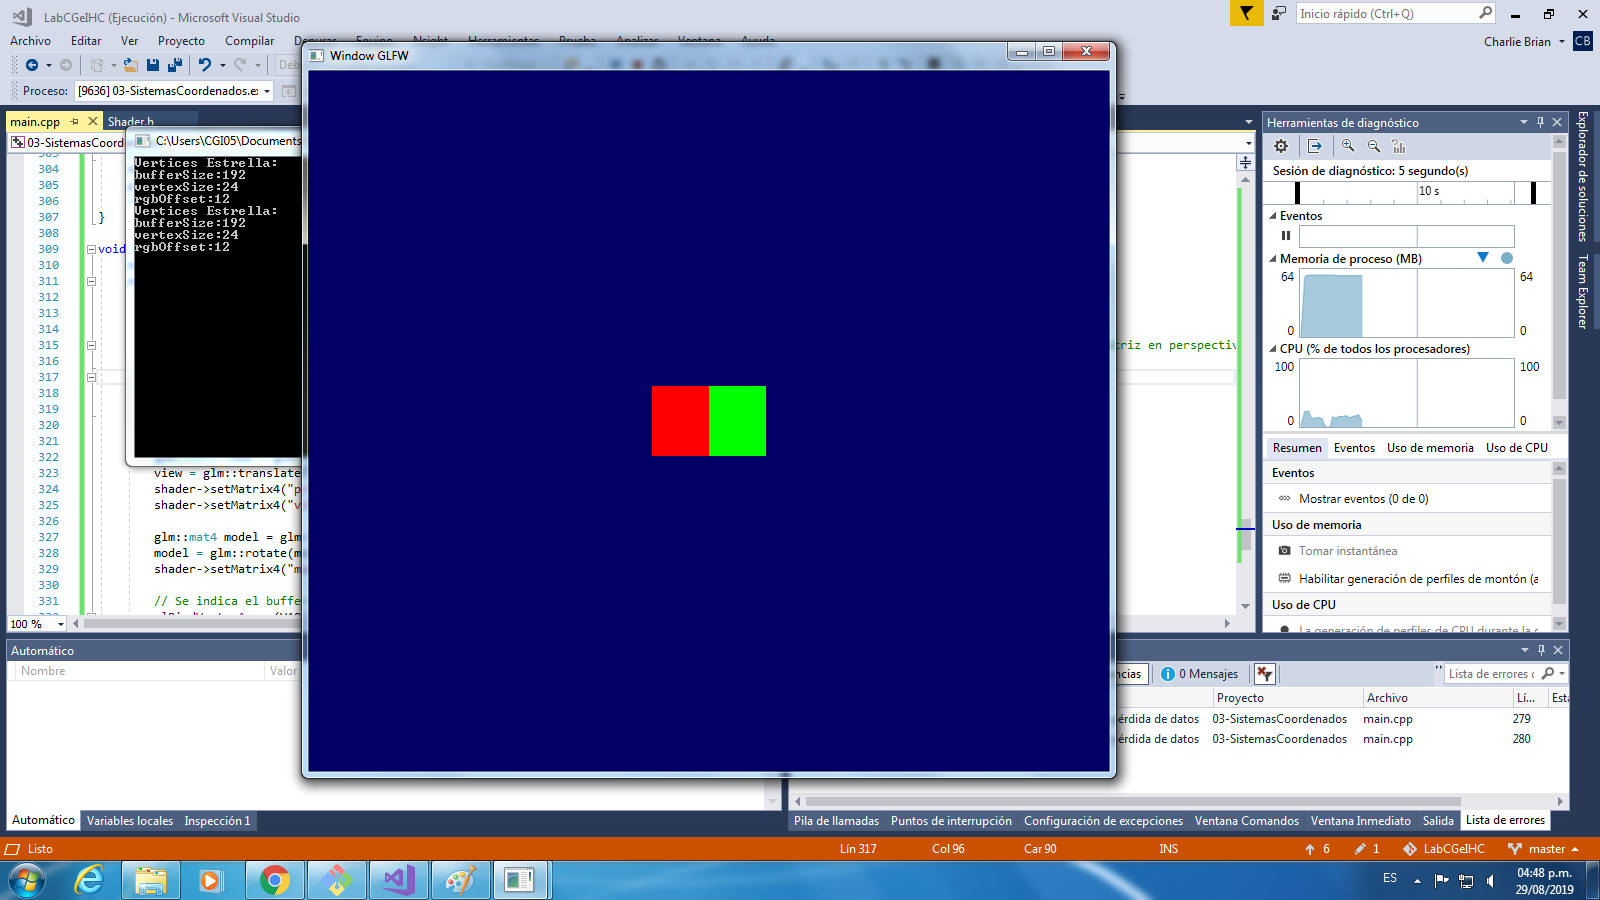 LabCGeIHC (Ejecución) - Microsoft Visual Studio
Inicio rápido (Ctrl+Q)
Archivo Editar Ver Proyecto Compilar Depurar Equipo Nsight Herramientas Prueba Analizar Ventana Ayuda
Charlie Brian CB
Window GLFW
Deb
Proceso: [9636] 03-SistemasCoordenados.ex
main.cpp Shader.h
03-SistemasCoord
C:\Users\CGI05\Documents
Vertices Estrella:
bufferSize:192
vertexSize:24
rgbOffset:12
Vertices Estrella:
bufferSize:192
vertexSize:24
rgbOffset:12
303
304
305
306
307 }
308
309 void
310
311
312
313
314
315 triz en perspectiv
316
317
318
319
320
321
322
323 view = glm::translate
324 shader->setMatrix4("p
325 shader->setMatrix4("v
326
327 glm::mat4 model = glm
328 model = glm::rotate(m
329 shader->setMatrix4("m
330
331 // Se indica el buffe
100 %
Herramientas de diagnóstico
Sesión de diagnóstico: 5 segundo(s)
10 s
Eventos
Memoria de proceso (MB)
64 64
0 0
CPU (% de todos los procesadores)
100 100
0 0
Resumen Eventos Uso de memoria Uso de CPU
Eventos
Mostrar eventos (0 de 0)
Uso de memoria
Tomar instantánea
Habilitar generación de perfiles de montón (a
Uso de CPU
La generación de perfiles de CPU durante la
Explorador de soluciones
Team Explorer
Automático
Nombre Valor
ncias 0 Mensajes Lista de errores
Proyecto Archivo Lí... Esta
érdida de datos 03-SistemasCoordenados main.cpp 279
érdida de datos 03-SistemasCoordenados main.cpp 280
Automático Variables locales Inspección 1
Pila de llamadas Puntos de interrupción Configuración de excepciones Ventana Comandos Ventana Inmediato Salida Lista de errores
Listo Lín 317 Col 96 Car 90 INS 6 1 LabCGeIHC master
ES 04:48 p.m.
29/08/2019